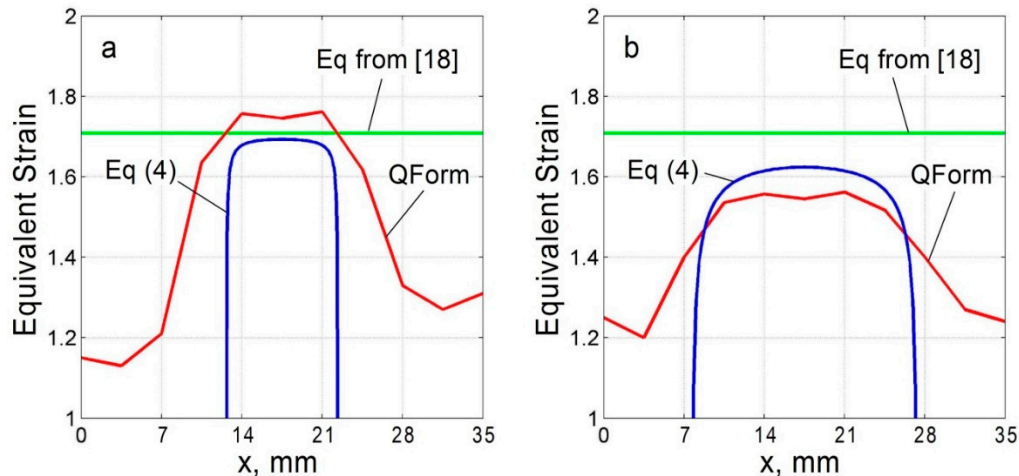 a
Equivalent Strain
2
1.8
1.6
1.4
1.2
1
Eq from [18]
Eq (4)
QForm
0 7 14 21 28 35
x, mm
b
Equivalent Strain
2
1.8
1.6
1.4
1.2
1
Eq from [18]
Eq (4)
QForm
0 7 14 21 28 35
x, mm